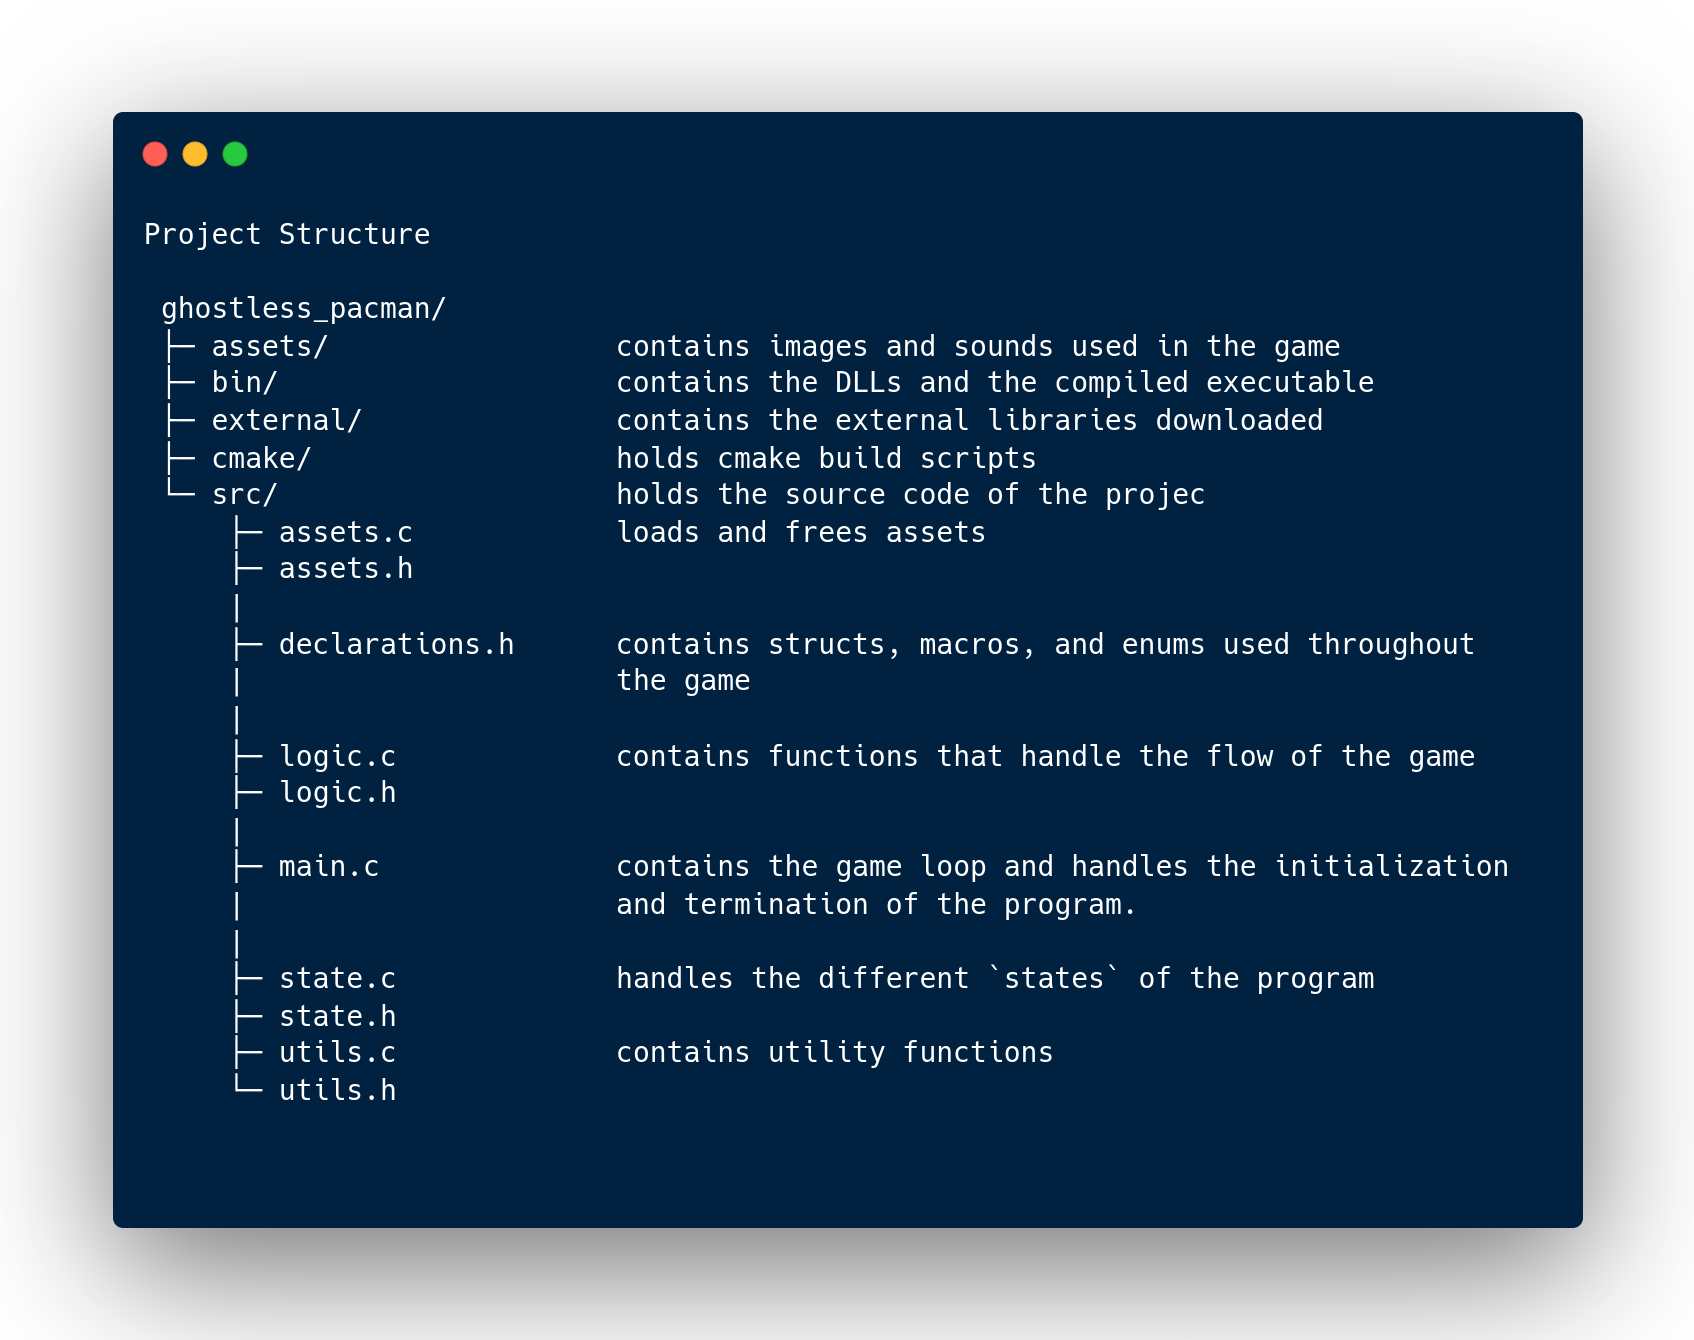 Project Structure
ghostless_pacman/
├─ assets/                 contains images and sounds used in the game
├─ bin/                    contains the DLLs and the compiled executable
├─ external/               contains the external libraries downloaded
├─ cmake/                  holds cmake build scripts
└─ src/                    holds the source code of the projec
    ├─ assets.c            loads and frees assets
    ├─ assets.h
    |
    ├─ declarations.h      contains structs, macros, and enums used throughout
    |                      the game
    |
    ├─ logic.c             contains functions that handle the flow of the game
    ├─ logic.h
    |
    ├─ main.c              contains the game loop and handles the initialization
    |                      and termination of the program.
    |
    ├─ state.c             handles the different `states` of the program
    ├─ state.h
    ├─ utils.c             contains utility functions
    └─ utils.h